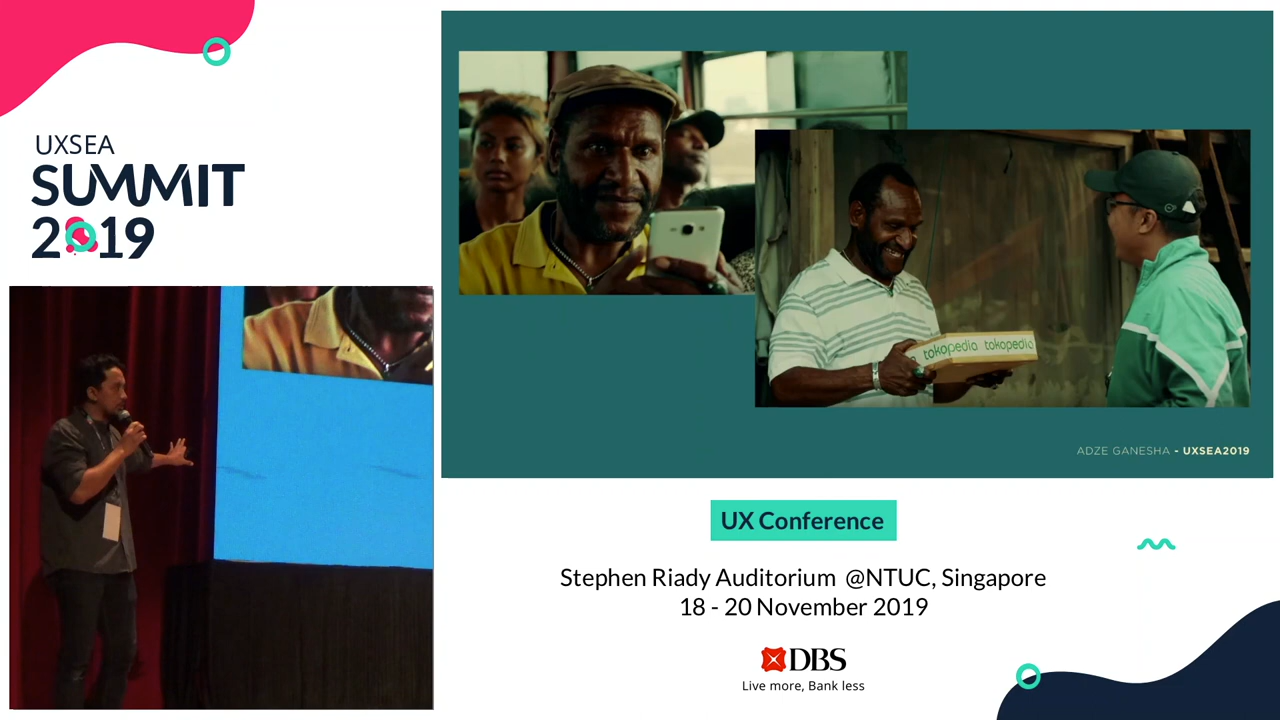 UXSEA
SUMMIT
2019
tokopedia tokopedia
ADZE GANESHA - UXSEA2019
UX Conference
Stephen Riady Auditorium @NTUC, Singapore
18 - 20 November 2019
DBS
Live more, Bank less